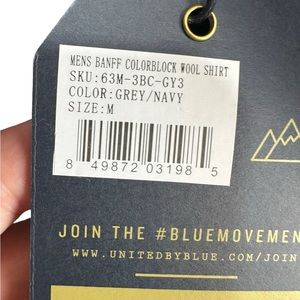 MENS BANFF COLORBLOCK WOOL SHIRT
SKU:63M-3BC-GY3
COLOR:GREY/NAVY
SIZE:M
8 49872 03198 5
JOIN THE #BLUEMOVEMEN
WWW.UNITEDBYBLUE.COM/JOIN